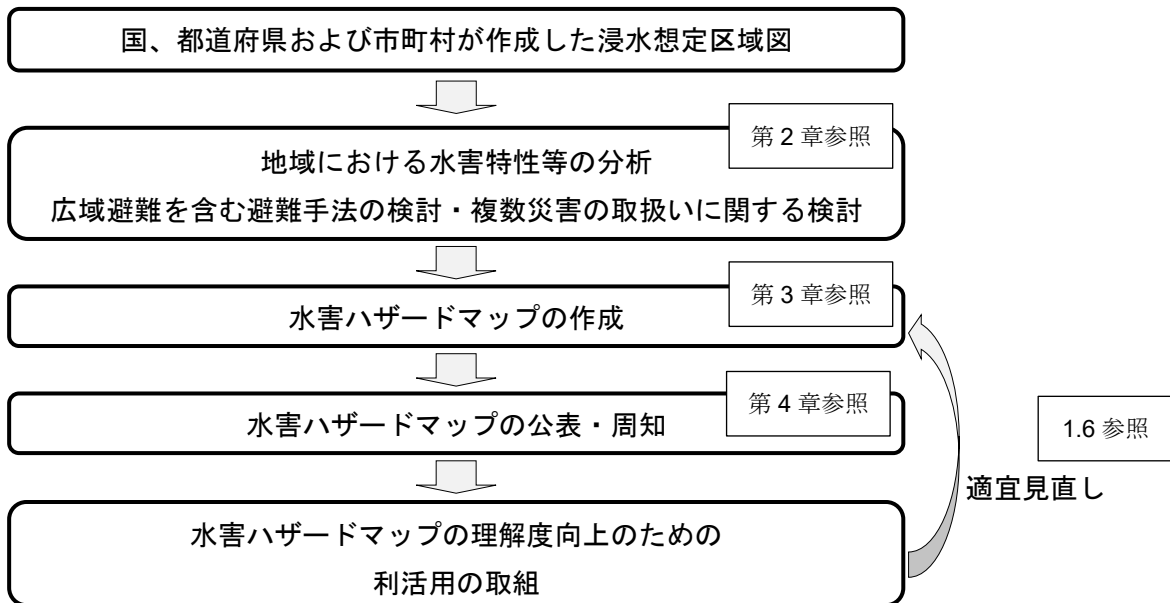 国、都道府県および市町村が作成した浸水想定区域図
第 2 章参照
地域における水害特性等の分析
広域避難を含む避難手法の検討・複数災害の取扱いに関する検討
第 3 章参照
水害ハザードマップの作成
第 4 章参照
水害ハザードマップの公表・周知
1.6 参照
適宜見直し
水害ハザードマップの理解度向上のための
利活用の取組